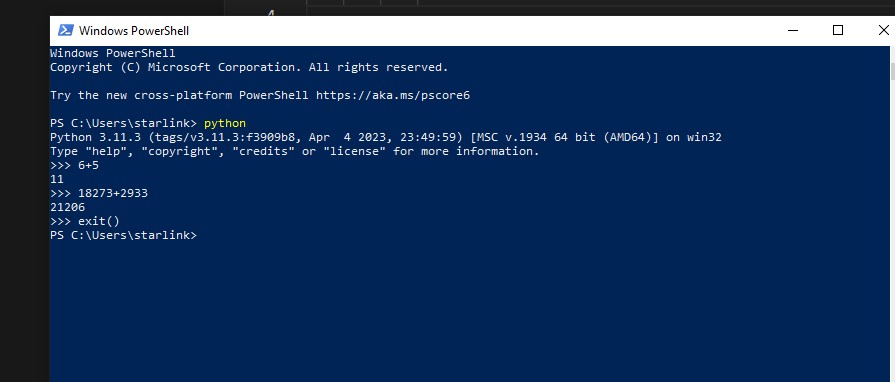 Windows PowerShell
Windows PowerShell
Copyright (C) Microsoft Corporation. All rights reserved.
Try the new cross-platform PowerShell https://aka.ms/pscore6
PS C:\Users\starlink> python
Python 3.11.3 (tags/v3.11.3:f3909b8, Apr  4 2023, 23:49:59) [MSC v.1934 64 bit (AMD64)] on win32
Type "help", "copyright", "credits" or "license" for more information.
>>> 6+5
11
>>> 18273+2933
21206
>>> exit()
PS C:\Users\starlink>